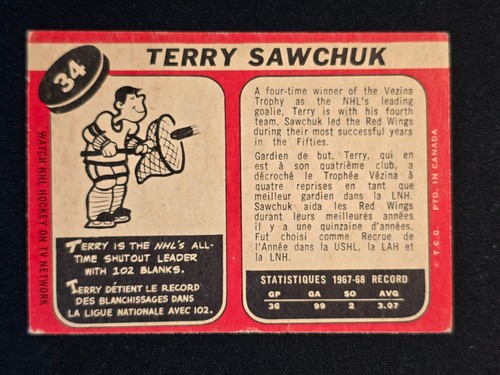 34
TERRY SAWCHUK
WATCH NHL HOCKEY ON TV NETWORK
TERRY IS THE NHL'S ALL-
TIME SHUTOUT LEADER
WITH 102 BLANKS.
TERRY DÉTIENT LE RECORD
DES BLANCHISSAGES DANS
LA LIGUE NATIONALE AVEC 102.
A four-time winner of the Vezina
Trophy as the NHL's leading
goalie, Terry is with his fourth
team. Sawchuk led the Red Wings
during their most successful years
in the Fifties.
Gardien de but. Terry, qui en
est à son quatrième club, a
décroché le Trophée Vézina à
quatre reprises en tant que
meilleur gardien dans la LNH.
Sawchuk aida les Red Wings
durant leurs meilleures années
il y a une quinzaine d'années.
Fut choisi comme Recrue de
l'Année dans la USHL, la LAH et
la LNH.
STATISTIQUES 1967-68 RECORD
GP GA SO AVG
36 99 2 3.07
© T.C.G. PTD. IN CANADA